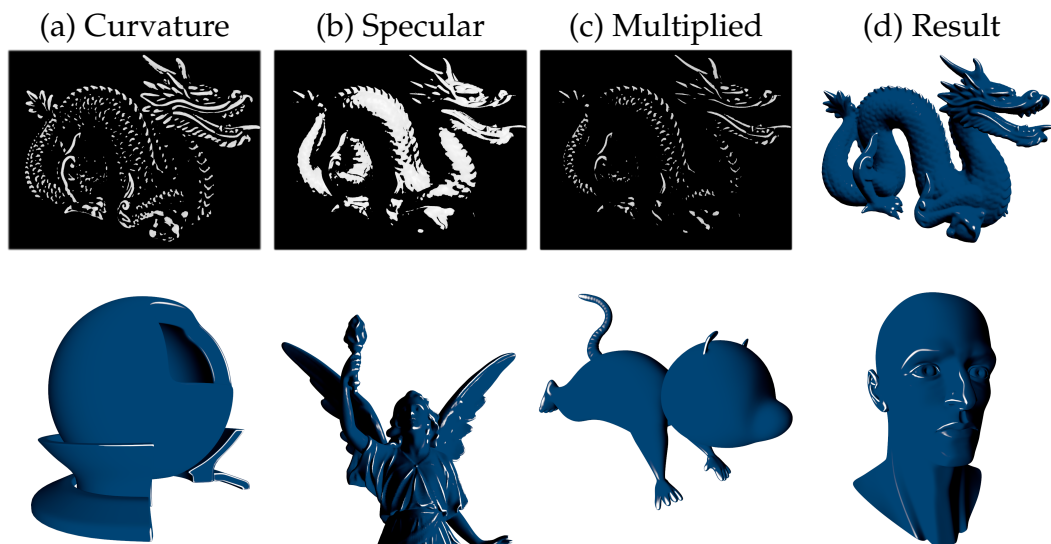 (a) Curvature
(b) Specular
(c) Multiplied
(d) Result